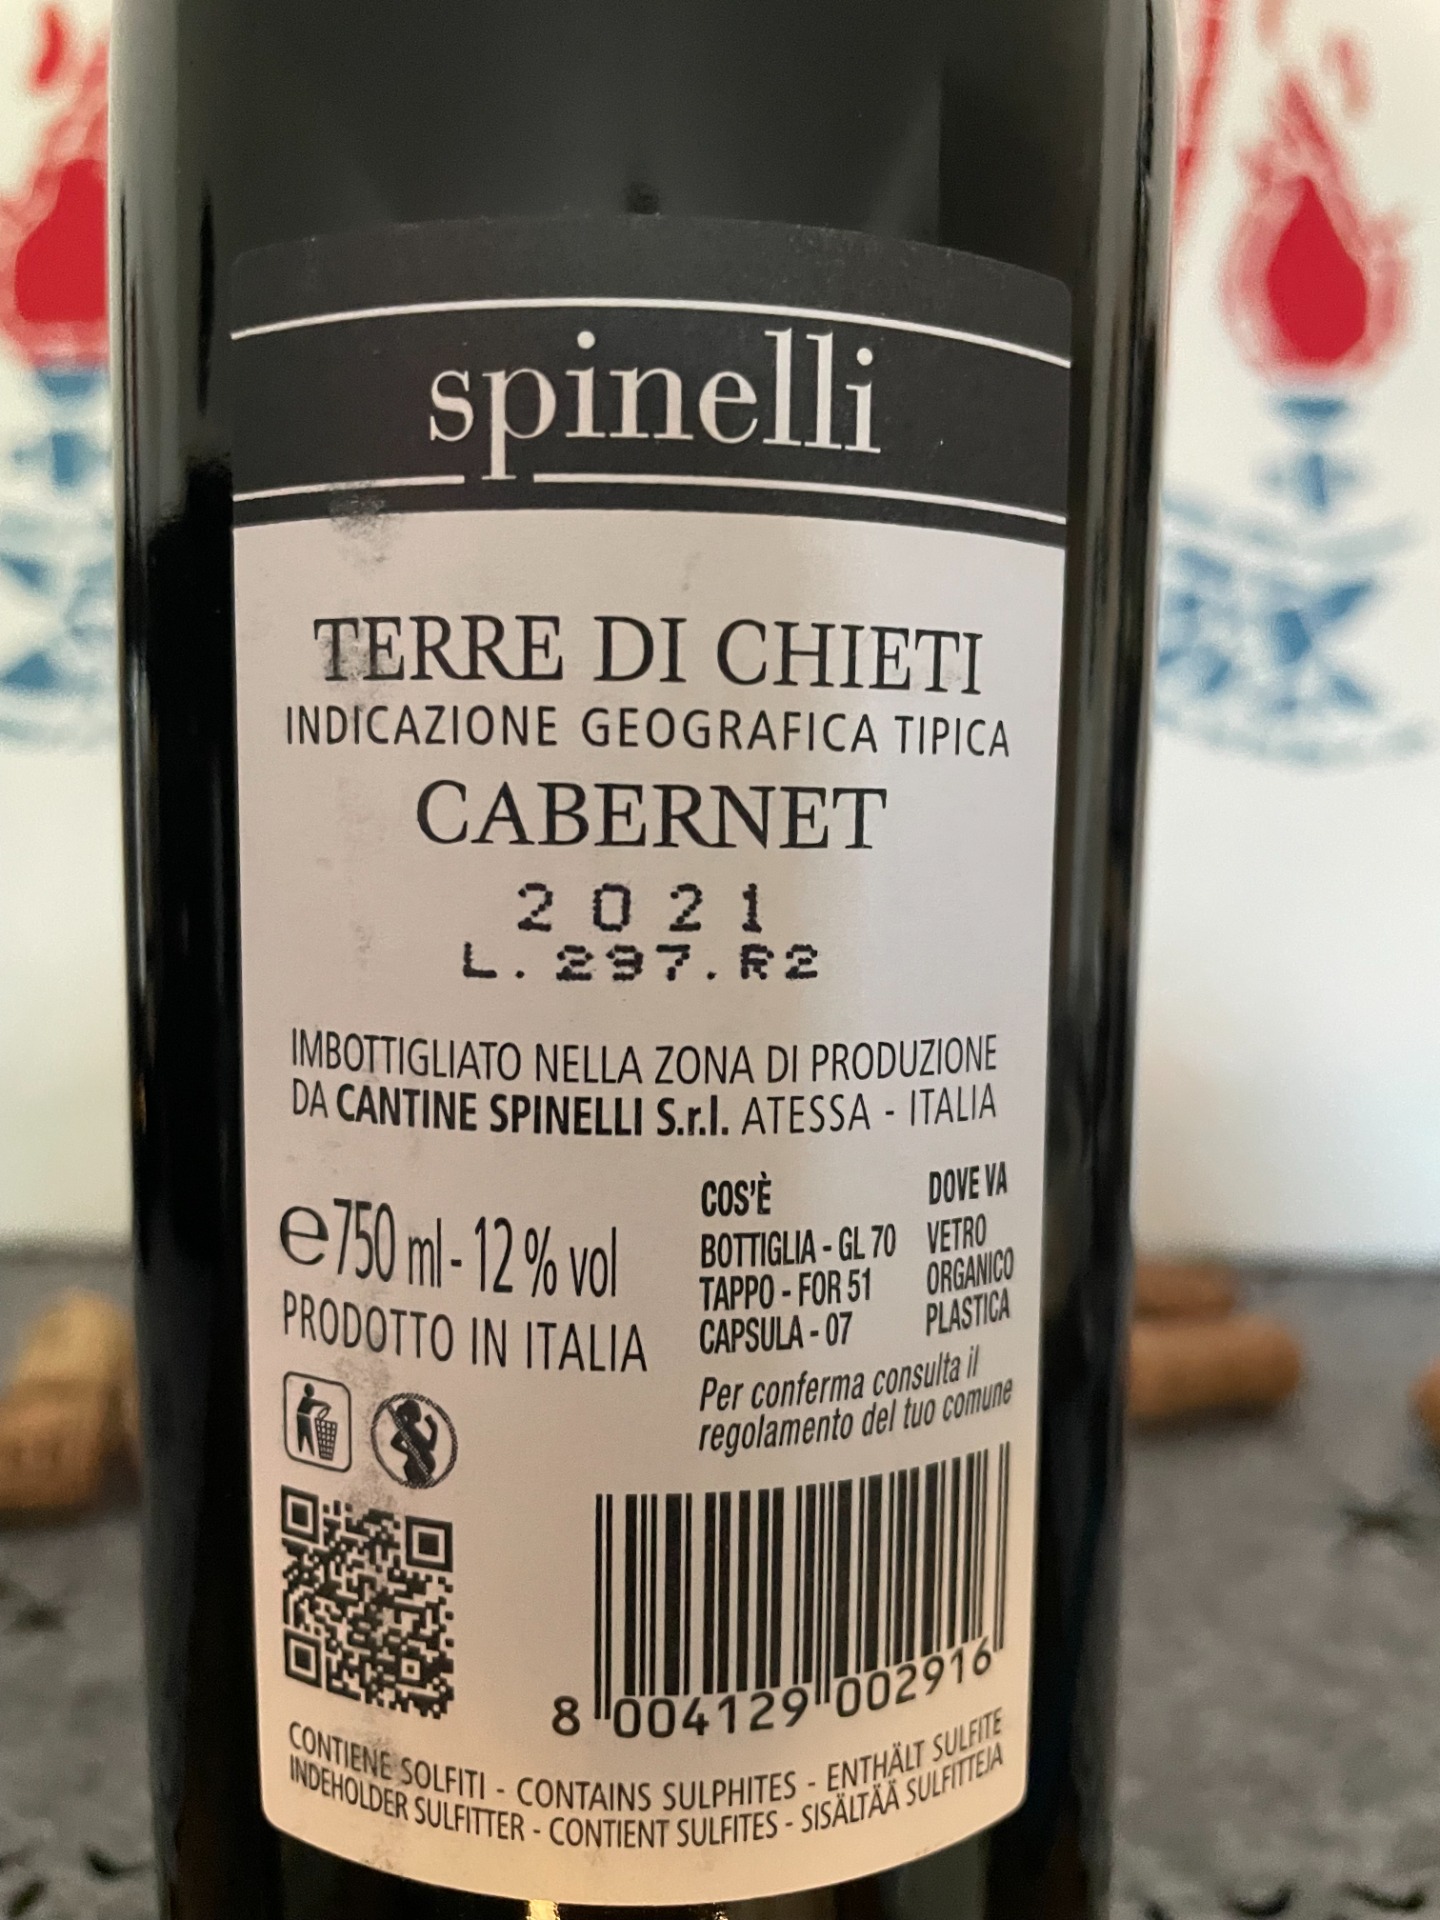 spinelli
TERRE DI CHIETI
INDICAZIONE GEOGRAFICA TIPICA
CABERNET
2021
L.297.R2
IMBOTTIGLIATO NELLA ZONA DI PRODUZIONE
DA CANTINE SPINELLI S.r.l. ATESSA - ITALIA
e750 ml - 12 % vol
PRODOTTO IN ITALIA
COS'È DOVE VA
BOTTIGLIA - GL 70 VETRO
TAPPO - FOR 51 ORGANICO
CAPSULA - 07 PLASTICA
Per conferma consulta il
regolamento del tuo comune
8 004129 002916
CONTIENE SOLFITI - CONTAINS SULPHITES - ENTHÄLT SULFITE
INDEHOLDER SULFITTER - CONTIENT SULFITES - SISÄLTÄÄ SULFITTEJA